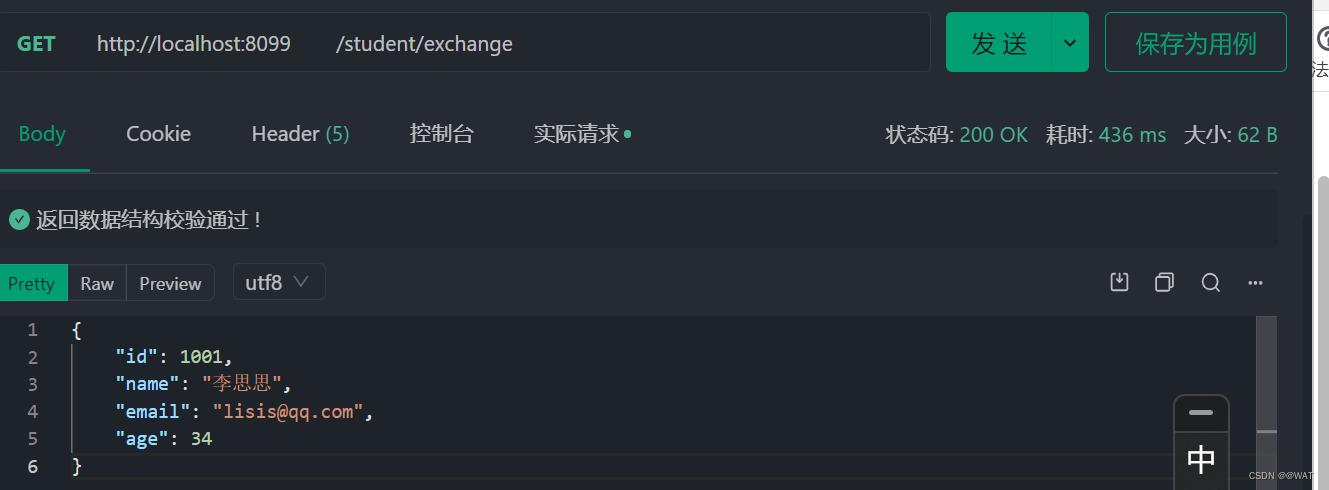 GET http://localhost:8099 /student/exchange 发 送 保存为用例
法
Body Cookie Header (5) 控制台 实际请求 状态码: 200 OK 耗时: 436 ms 大小: 62 B
返回数据结构校验通过！
Pretty Raw Preview utf8
1 {
2 "id": 1001,
3 "name": "李思思",
4 "email": "lisis@qq.com",
5 "age": 34
6 }
中
CSDN @@WAT